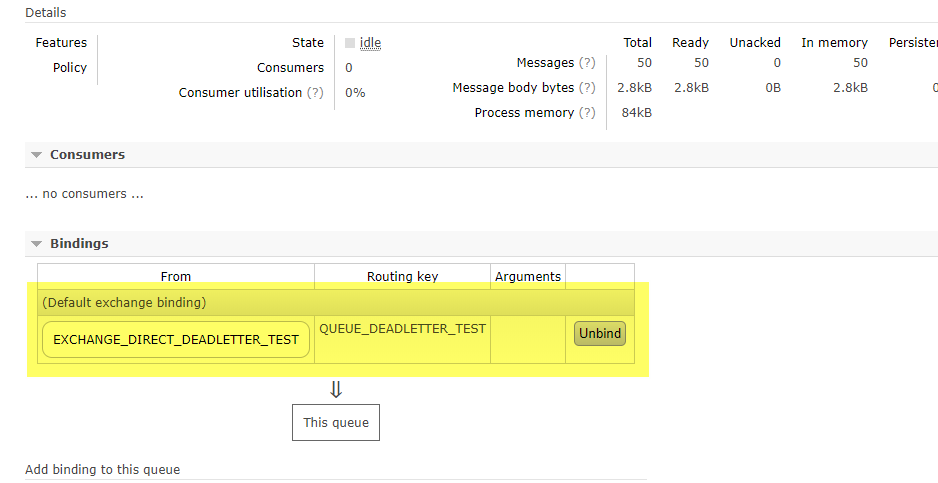 Details
Features
Policy
State idle
Consumers 0
Consumer utilisation (?) 0%
Total Ready Unacked In memory Persiste
Messages (?) 50 50 0 50
Message body bytes (?) 2.8kB 2.8kB 0B 2.8kB 0
Process memory (?) 84kB
Consumers
... no consumers ...
Bindings
From Routing key Arguments
(Default exchange binding)
EXCHANGE_DIRECT_DEADLETTER_TEST QUEUE_DEADLETTER_TEST Unbind
⇓
This queue
Add binding to this queue